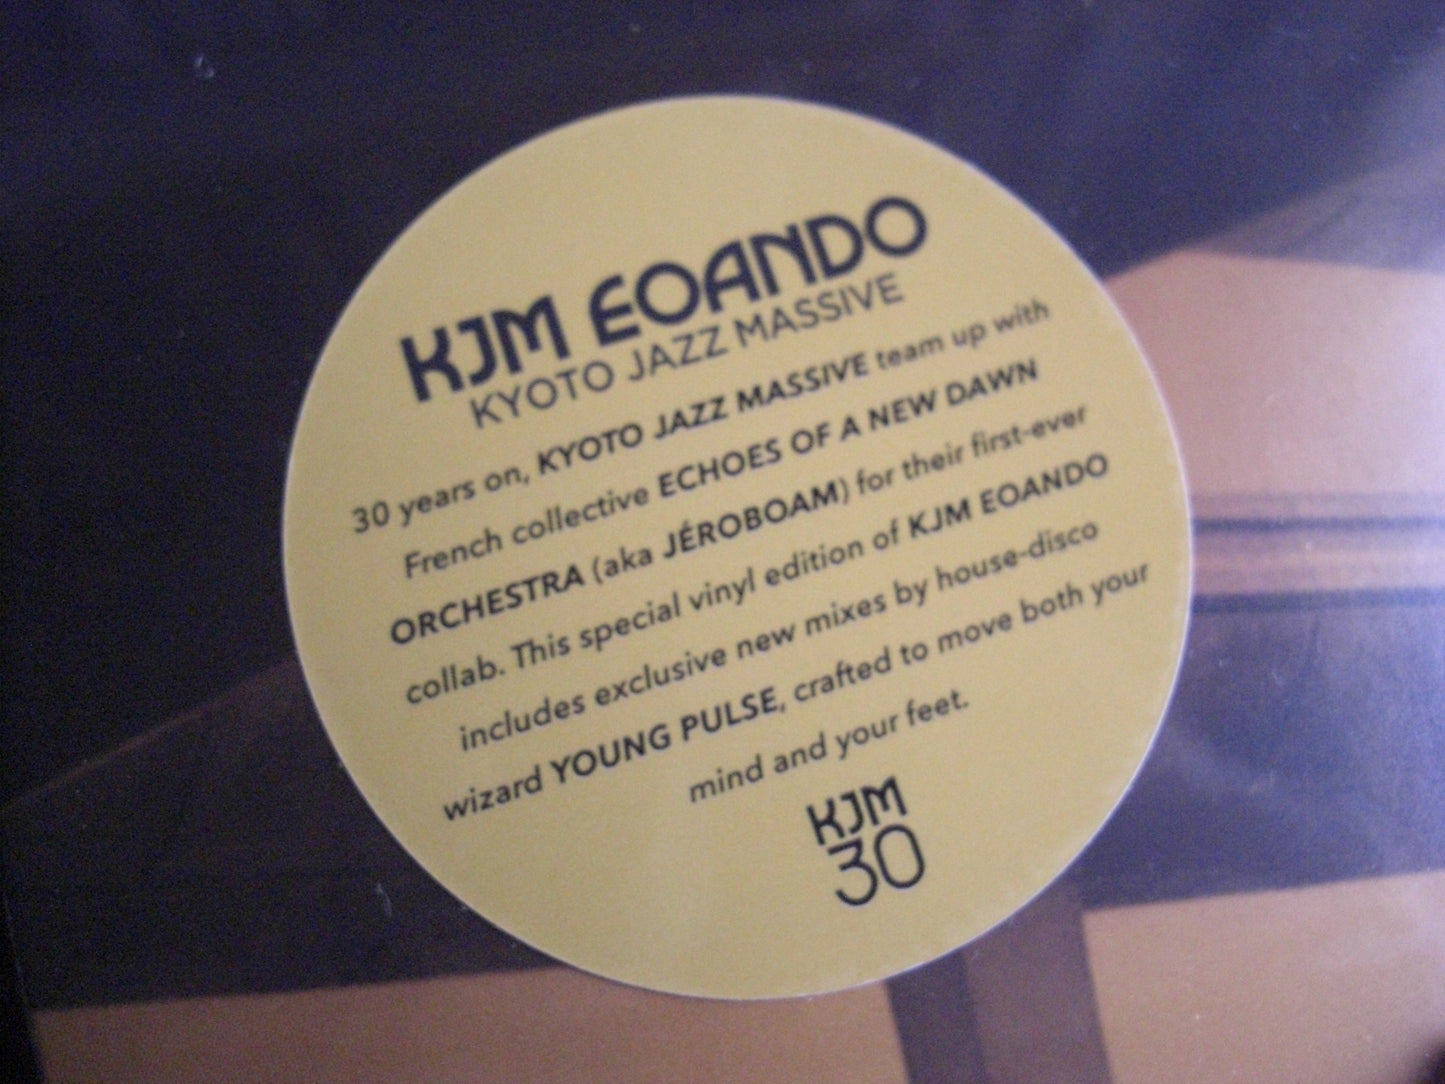 KJM EOANDO
KYOTO JAZZ MASSIVE
30 years on, KYOTO JAZZ MASSIVE team up with
French collective ECHOES OF A NEW DAWN
ORCHESTRA (aka JÉROBOAM) for their first-ever
collab. This special vinyl edition of KJM EOANDO
includes exclusive new mixes by house-disco
wizard YOUNG PULSE, crafted to move both your
mind and your feet.
KJM
30